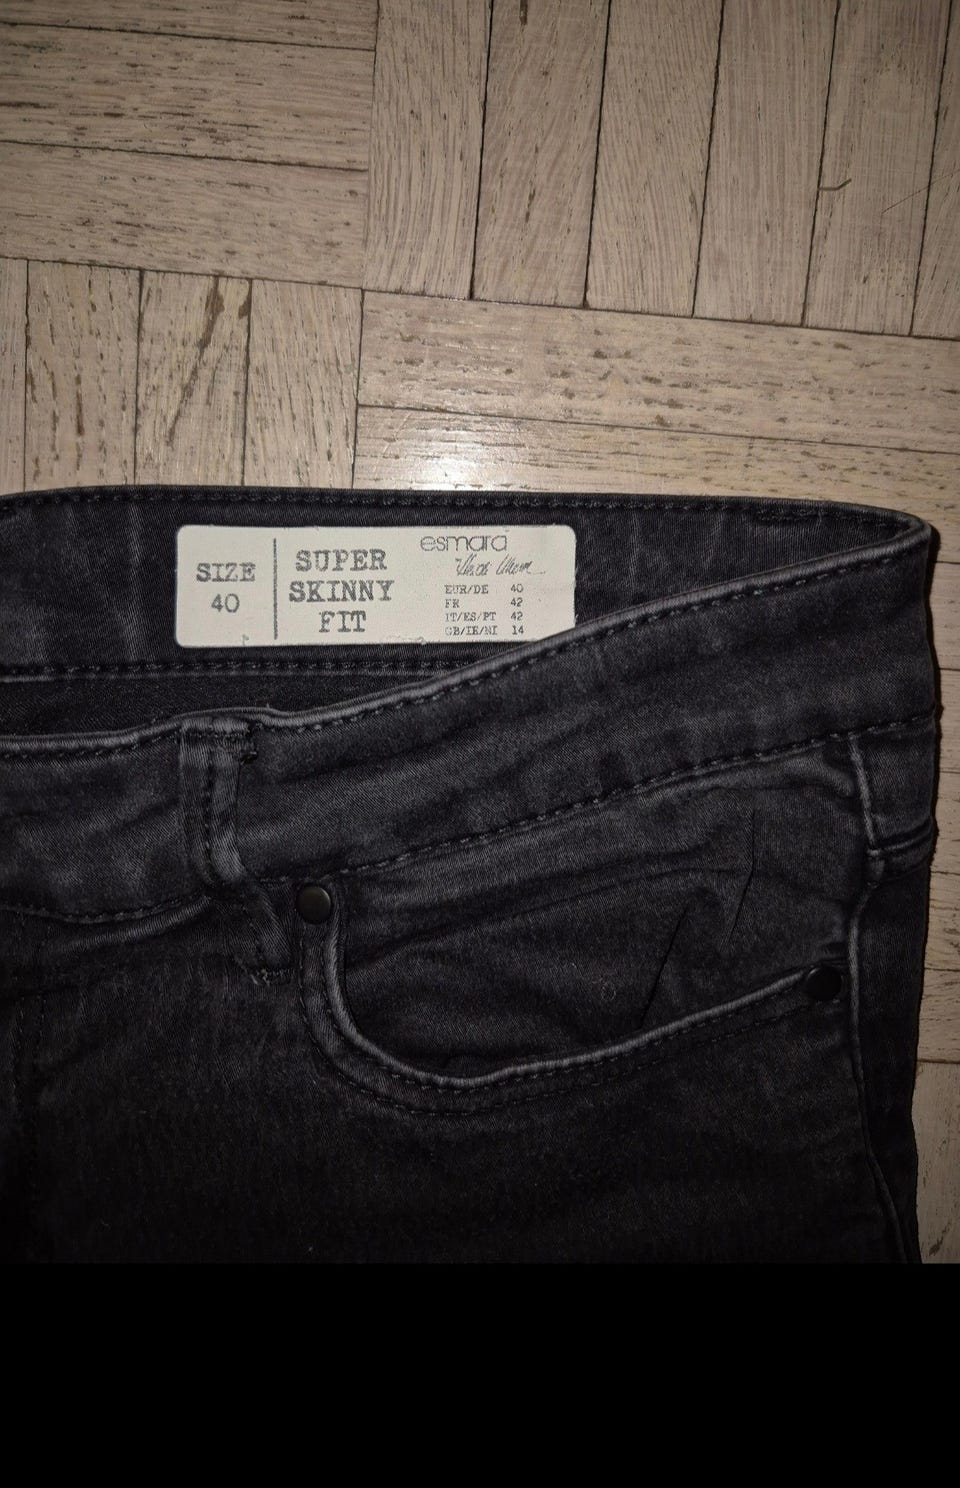 SIZE
40
SUPER
SKINNY
FIT
esmara
EUR/DE 40
FR 42
IT/ES/PT 42
GB/IE/NI 14